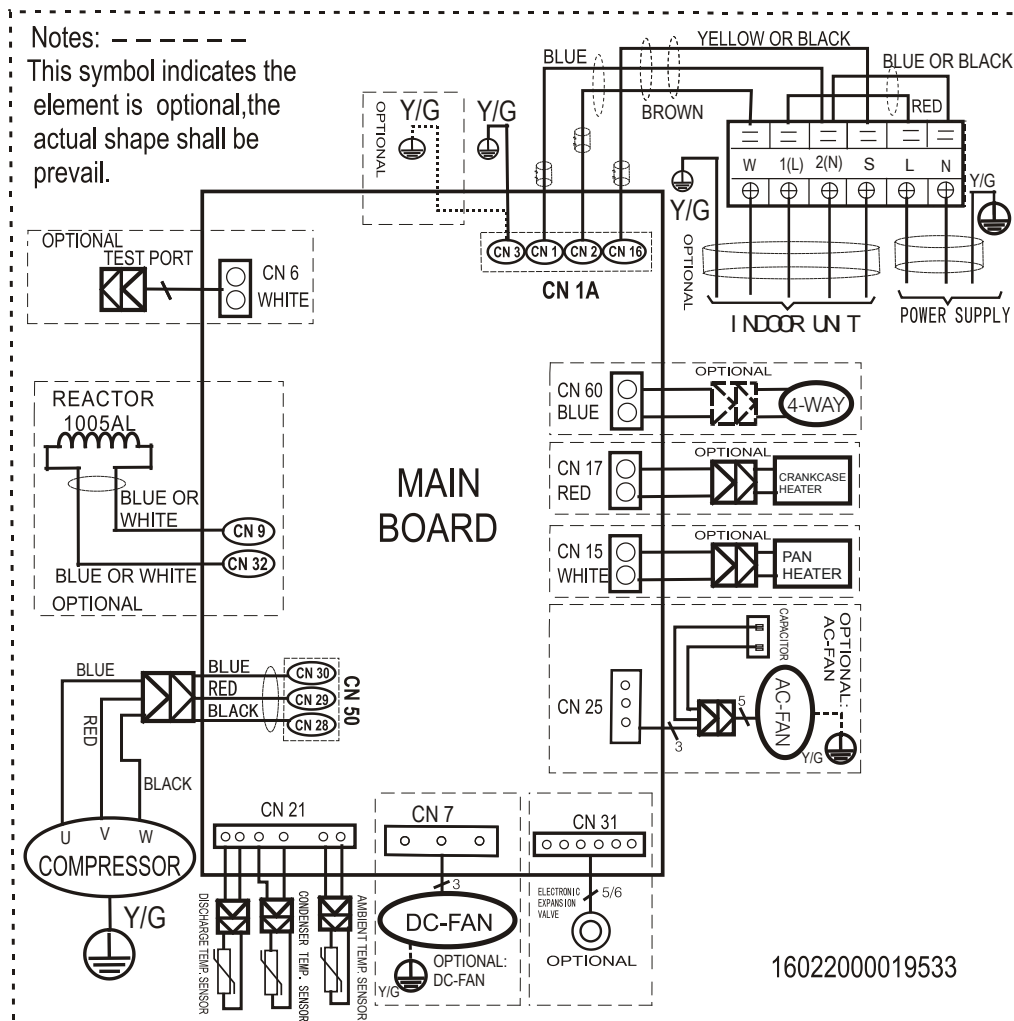 Notes:
This symbol indicates the
element is optional,the
actual shape shall be
prevail.
OPTIONAL
Y/G
Y/G
BLUE
YELLOW OR BLACK
BROWN
BLUE OR BLACK
RED
W 1(L) 2(N) S L N
Y/G
Y/G
OPTIONAL
INDOOR UNIT
POWER SUPPLY
CN 3 CN 1 CN 2 CN 16
CN 1A
OPTIONAL
TEST PORT
CN 6
WHITE
REACTOR
1005AL
BLUE OR
WHITE
CN 9
CN 32
BLUE OR WHITE
OPTIONAL
MAIN
BOARD
CN 60
BLUE
OPTIONAL
4-WAY
CN 17
RED
OPTIONAL
CRANKCASE
HEATER
CN 15
WHITE
OPTIONAL
PAN
HEATER
CN 25
3
CAPACITOR
5
AC-FAN
OPTIONAL:
AC-FAN
Y/G
BLUE
RED
BLACK
BLUE
RED
BLACK
CN 30
CN 29
CN 28
CN 50
U V W
COMPRESSOR
Y/G
CN 21
DISCHARGE TEMP. SENSOR
CONDENSER TEMP. SENSOR
AMBIENT TEMP. SENSOR
CN 7
3
DC-FAN
OPTIONAL:
DC-FAN
Y/G
CN 31
ELECTRONIC
EXPANSION
VALVE
5/6
OPTIONAL
16022000019533